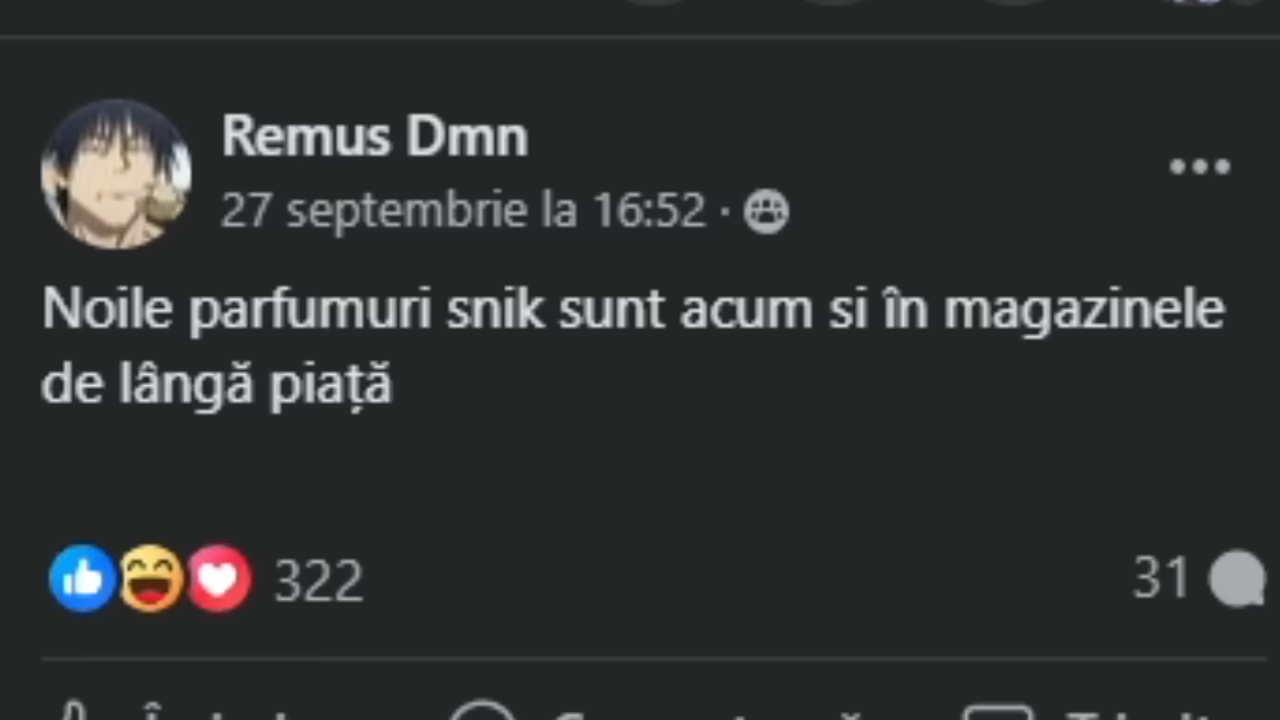 Remus Dmn
27 septembrie la 16:52 ·
Noile parfumuri snik sunt acum si în magazinele
de lângă piață
322
31